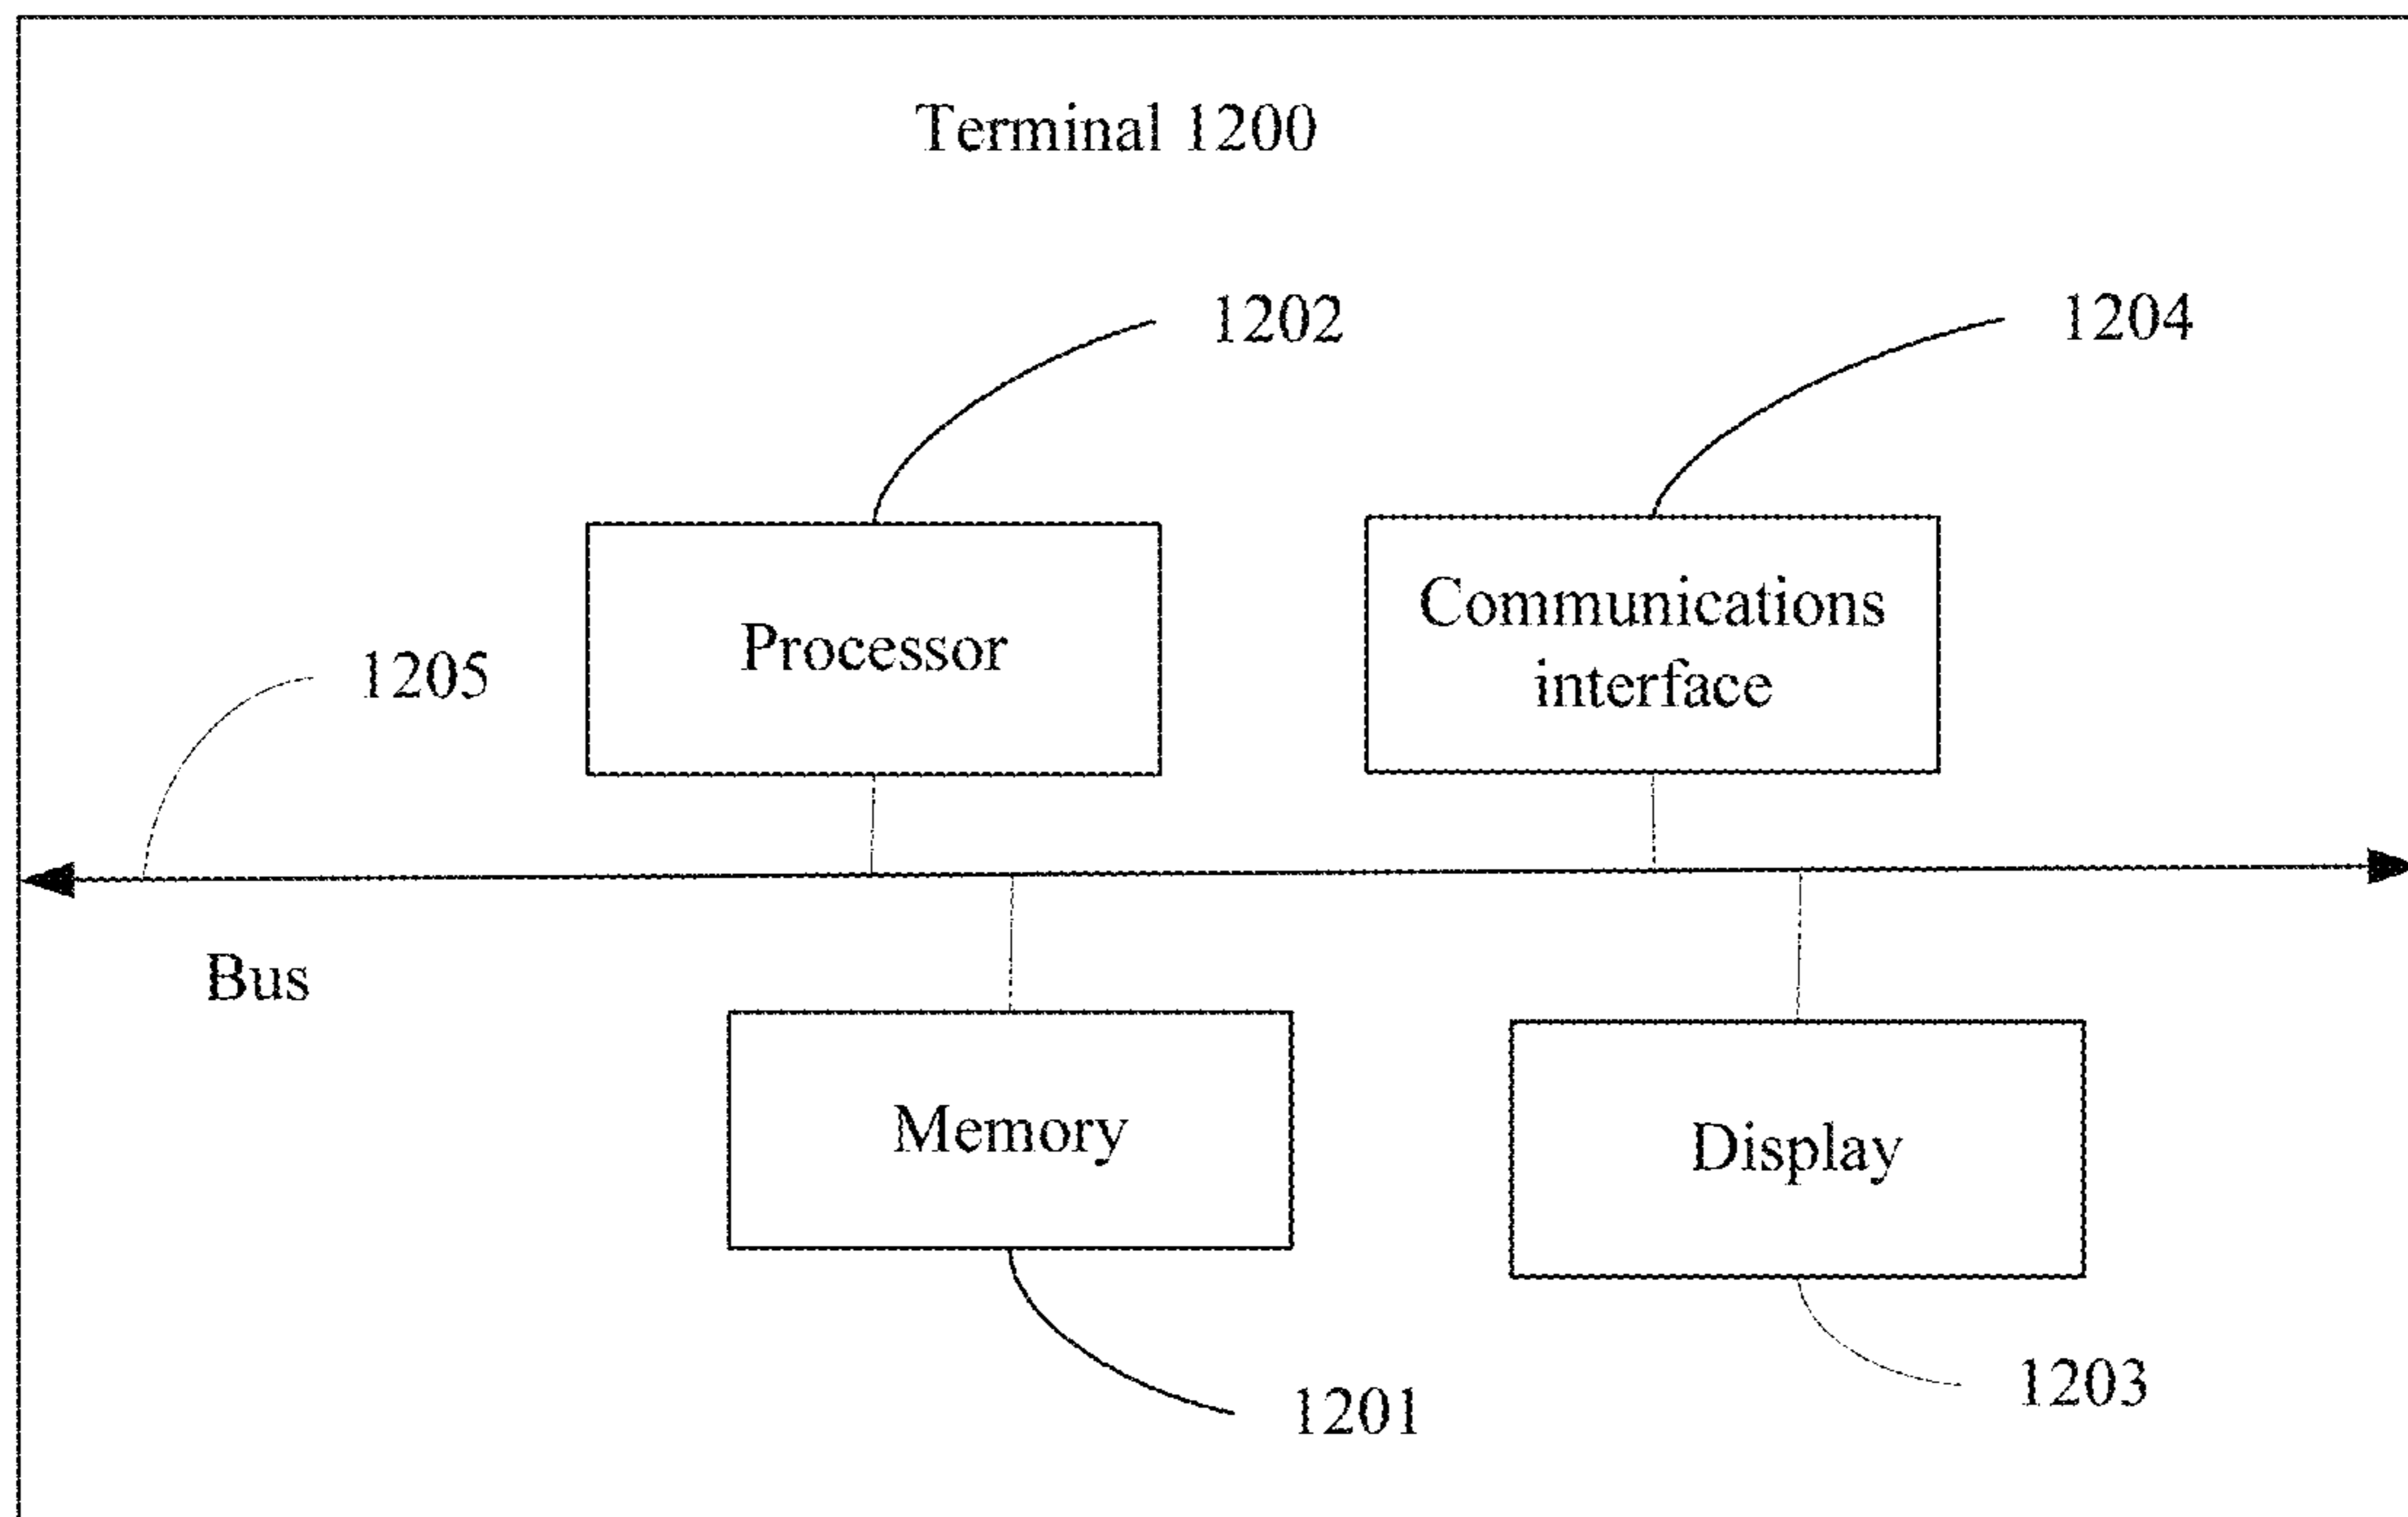 Terminal 1200
1202
1204
Processor
Communications
interface
1205
Bus
Memory
Display
1201
1203